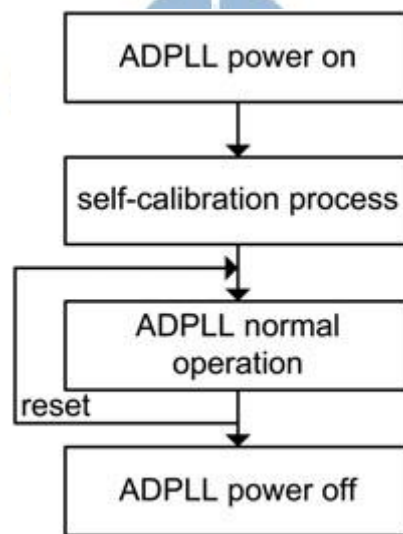 ADPLL power on
self-calibration process
ADPLL normal
operation
reset
ADPLL power off